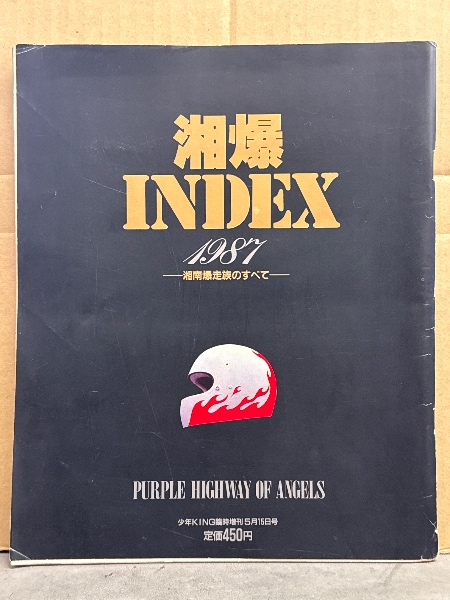 湘爆
INDEX
1987
―湘南爆走族のすべて―
PURPLE HIGHWAY OF ANGELS
少年KING臨時増刊5月15日号
定価450円